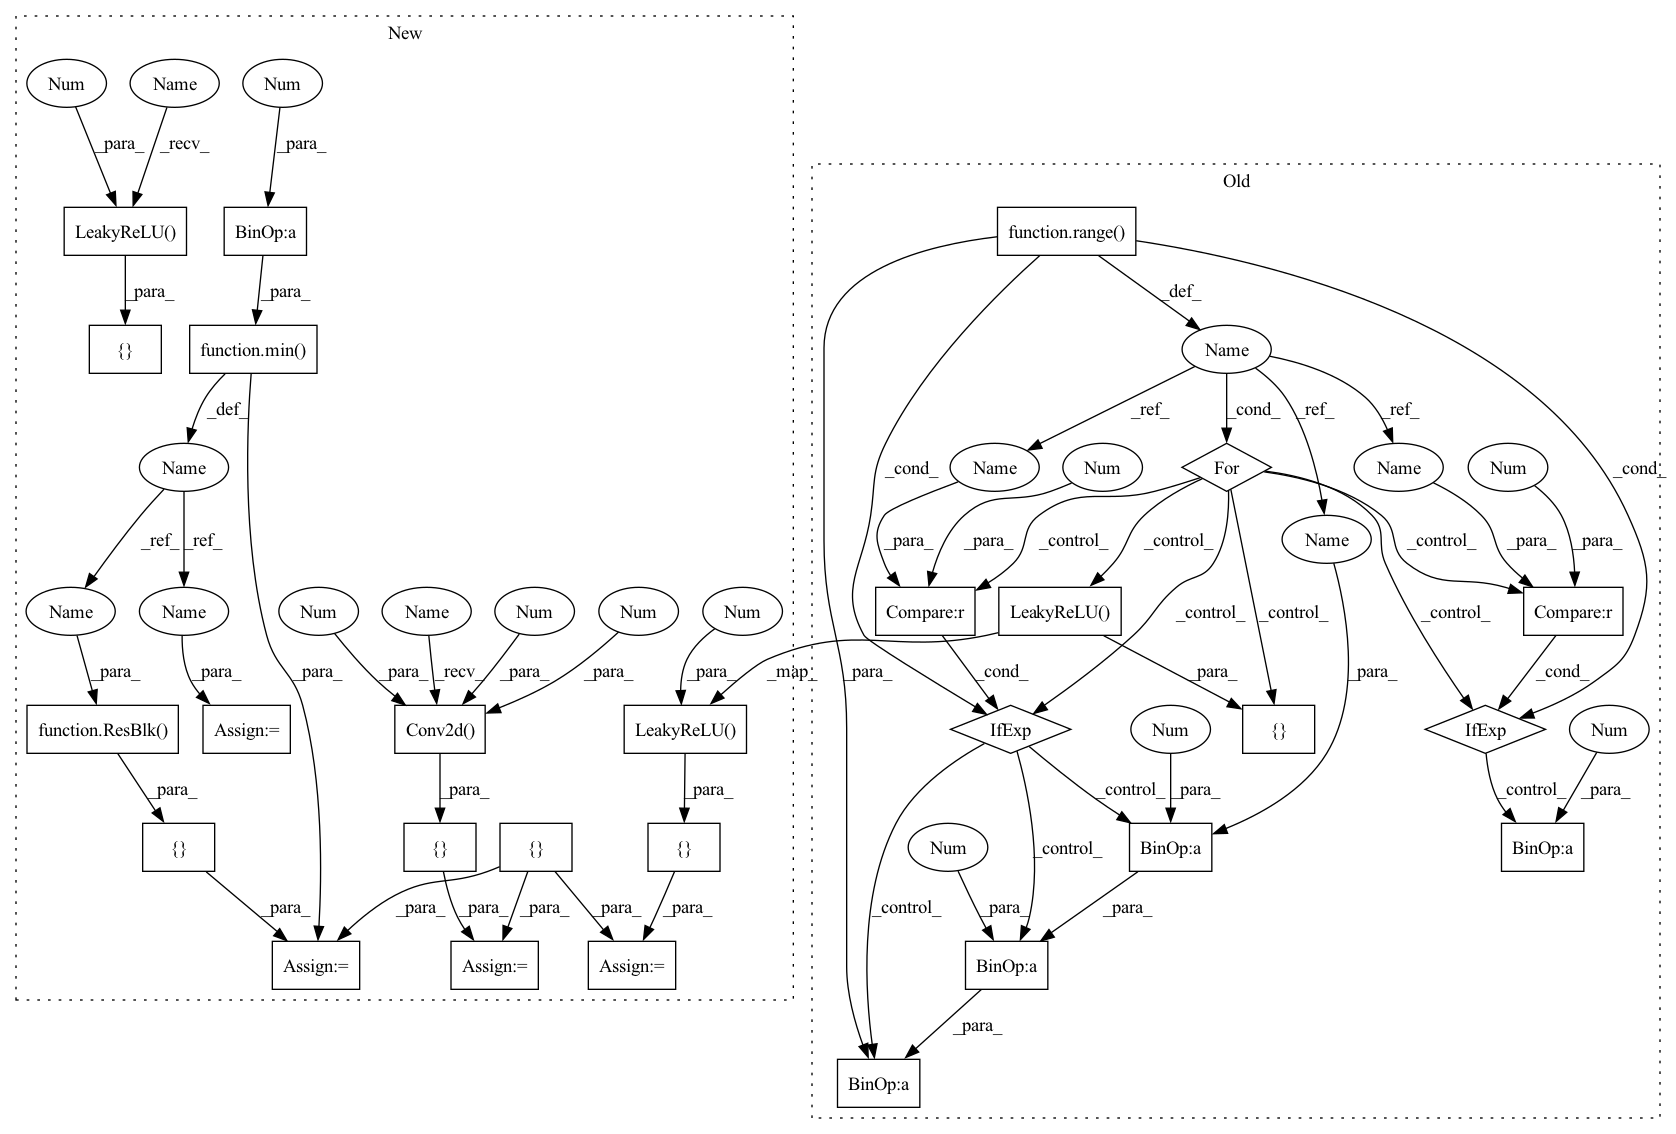 New
Num
Name
Num
_para_
_recv_
_para_
LeakyReLU()
BinOp:a
_para_
_para_
{}
function.min()
_def_
Name
_ref_
_ref_
Name
Name
Num
Name
Num
Num
Num
_para_
_para_
_para_
_para_
_recv_
_para_
_para_
_para_
_map_
function.ResBlk()
Assign:=
Conv2d()
LeakyReLU()
_para_
_para_
_para_
{}
{}
{}
{}
_para_
_para_
_para_
_para_
_para_
Assign:=
Assign:=
Assign:=
Old
function.range()
_def_
Name
_ref_
_cond_
_ref_
_ref_
_cond_
_cond_
Name
Num
For
Name
Num
Name
_para_
_para_
_control_
_control_
_control_
_para_
_para_
Compare:r
LeakyReLU()
_control_
_control_
_control_
Compare:r
_para_
_cond_
_para_
_para_
_cond_
IfExp
Num
{}
IfExp
Num
_control_
_para_
_control_
_para_
Num
_control_
BinOp:a
BinOp:a
_control_
_para_
_para_
BinOp:a
_para_
BinOp:a